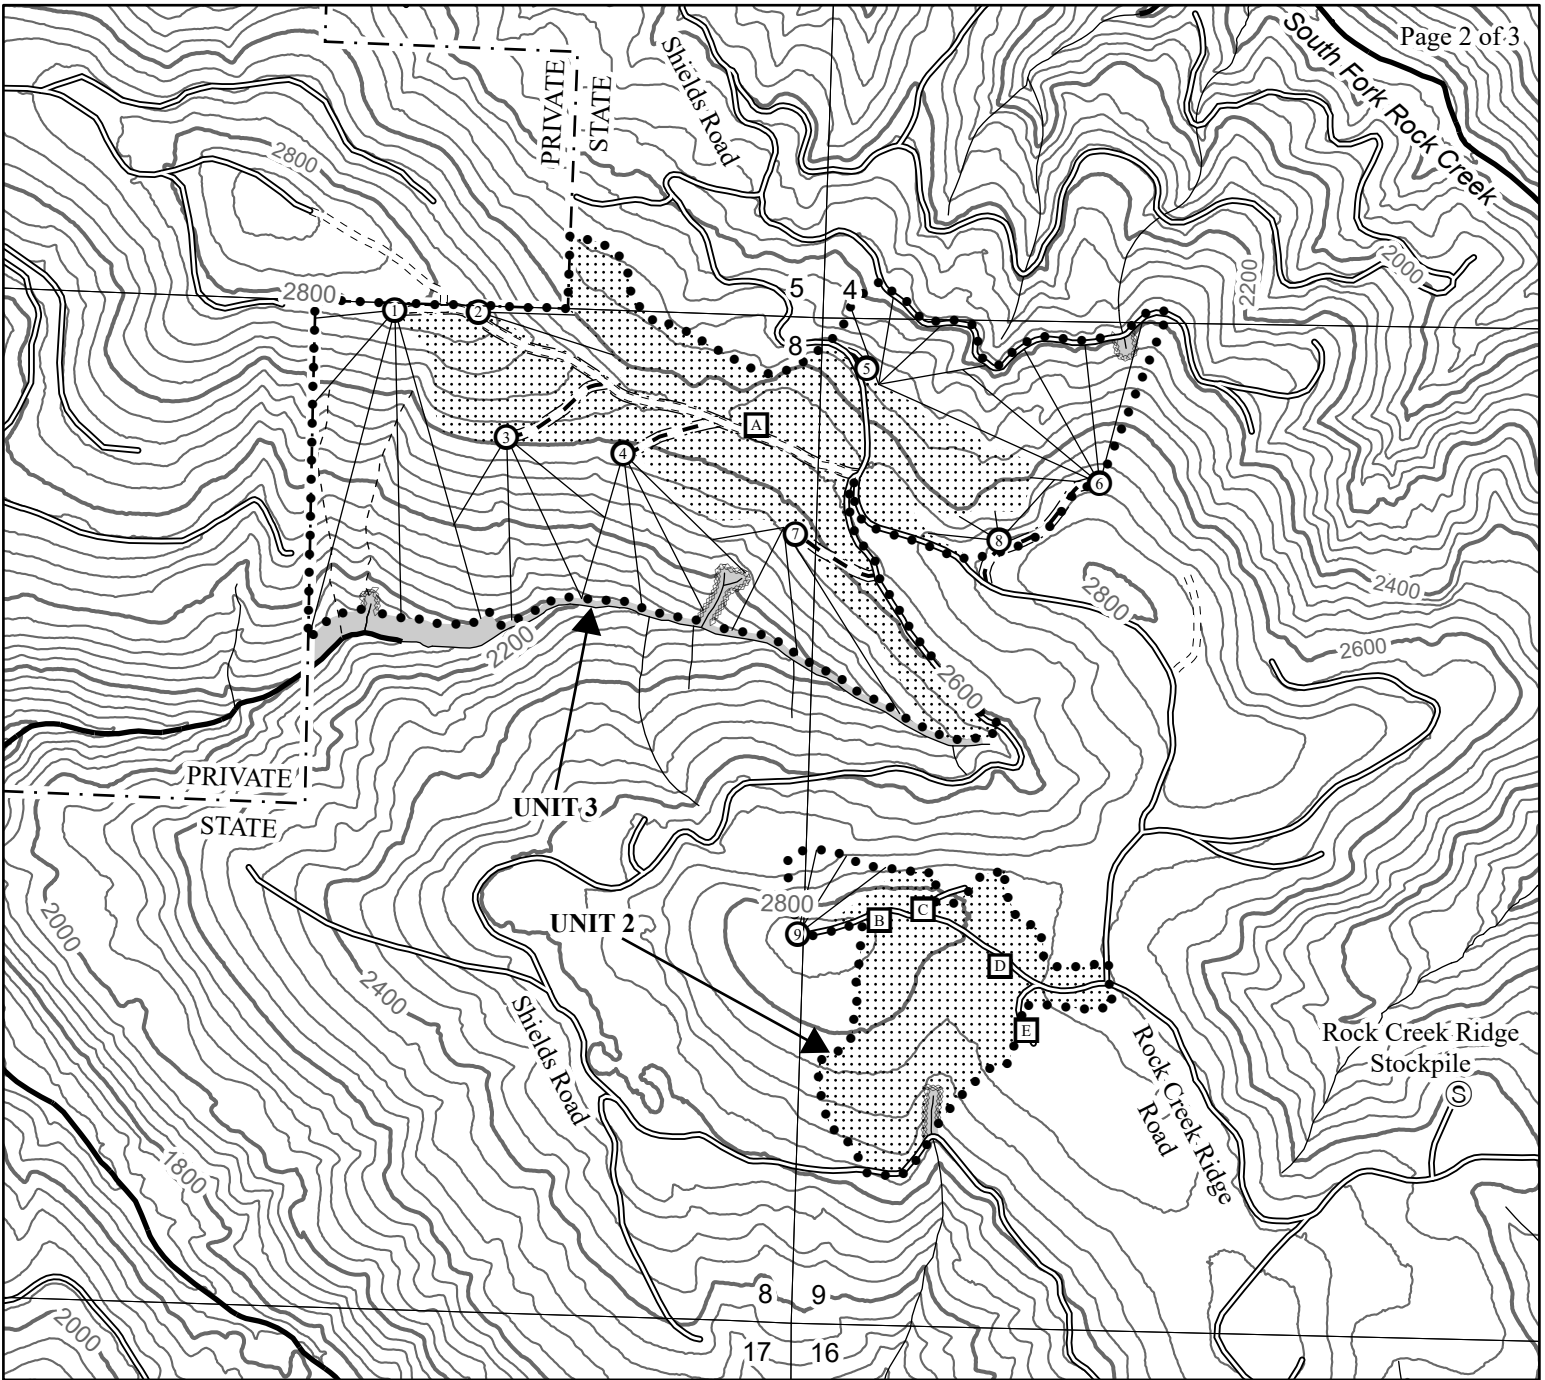 Page 2 of 3
South Fork Rock Creek
Shields Road
PRIVATE
STATE
2800
2000
2200
2800
5 4
8
1
2
5
A
3
4
6
7
8
2400
2800
2600
2200
2600
PRIVATE
STATE
UNIT 3
2800
UNIT 2
9
B
C
D
E
2000
2400
Shields Road
Rock Creek Ridge
Road
Rock Creek Ridge
Stockpile
S
1800
2000
8 9
17 16